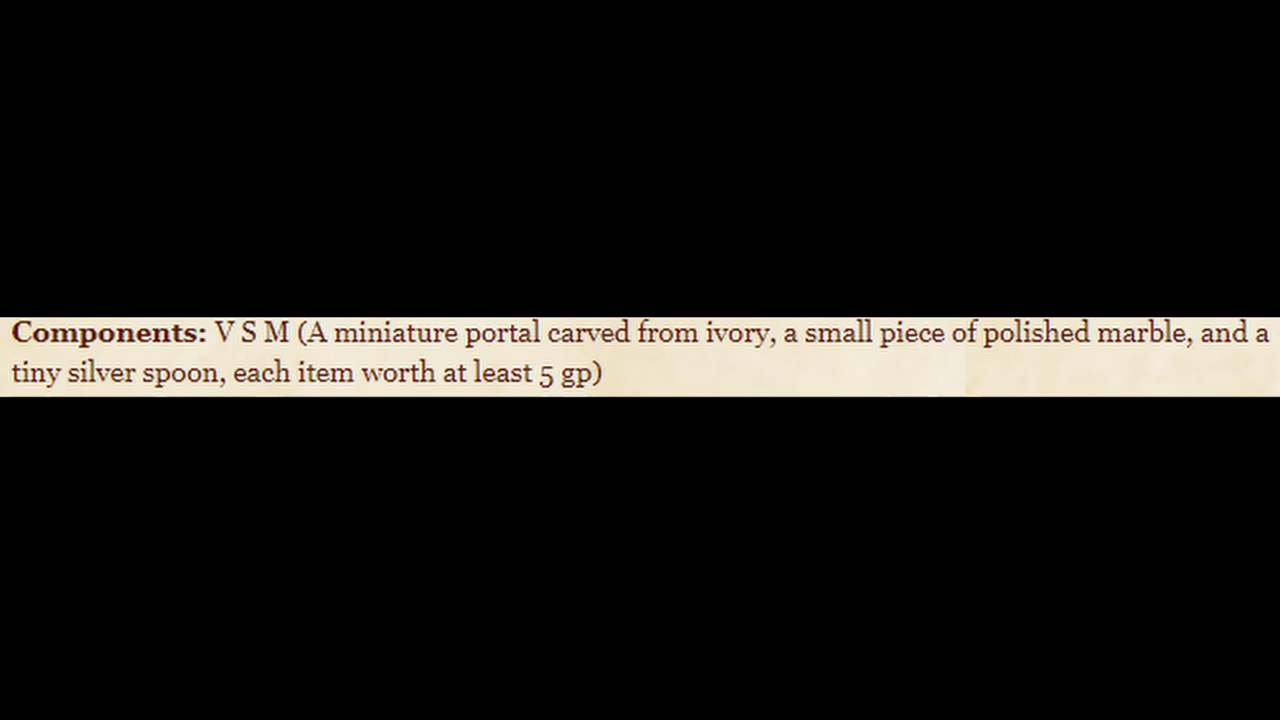 Components: V S M (A miniature portal carved from ivory, a small piece of polished marble, and a
tiny silver spoon, each item worth at least 5 gp)